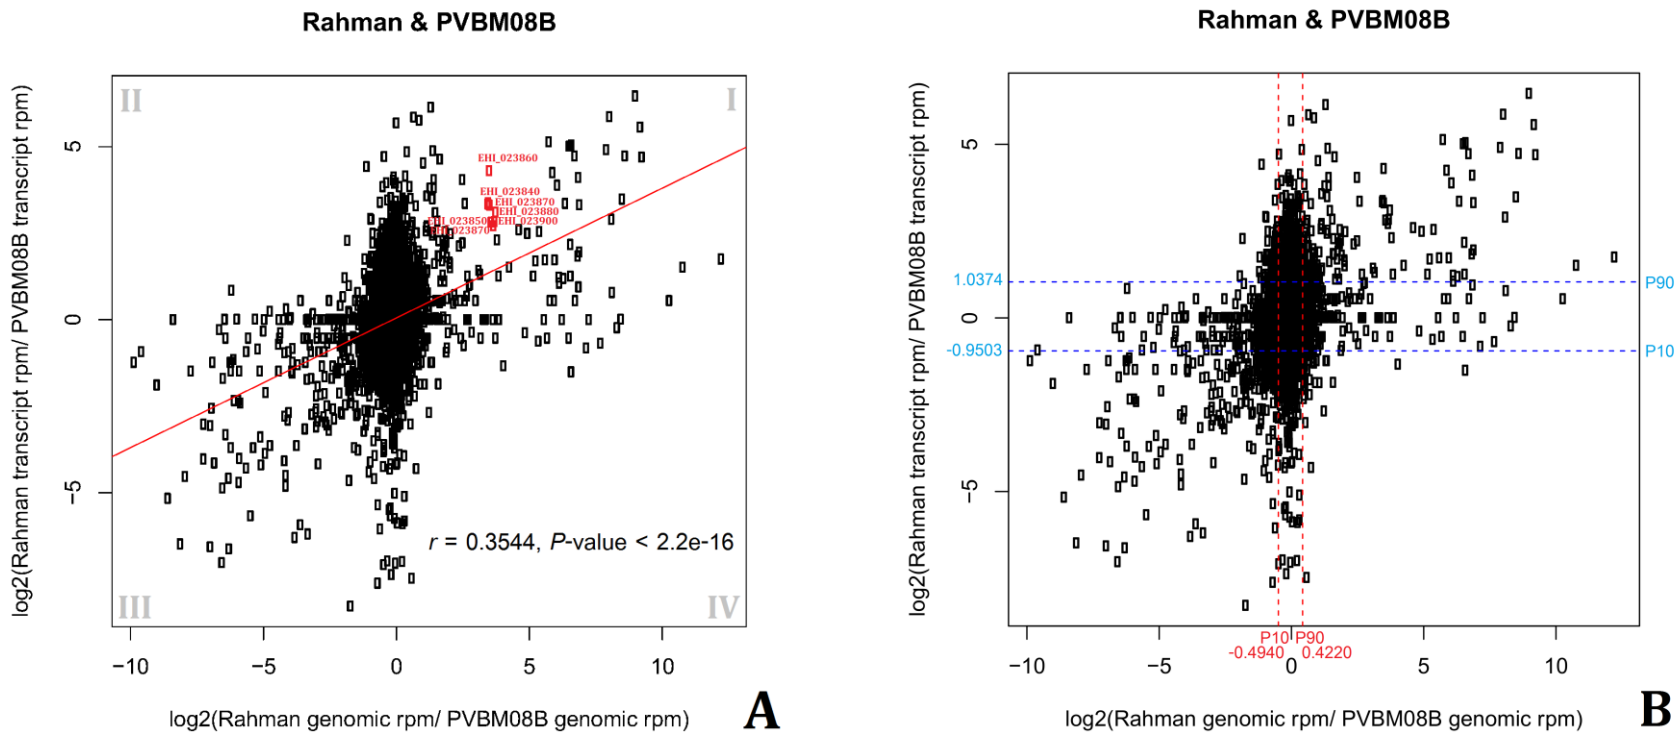 Rahman & PVBM08B
log2(Rahman transcript rpm/ PVBM08B transcript rpm)
II
I
EHI_023860
EHI_023840
EHI_023870
EHI_023880
EHI_023850
EHI_023900
EHI_023870
5
0
−5
r = 0.3544, P-value < 2.2e-16
III
IV
−10
−5
0
5
10
log2(Rahman genomic rpm/ PVBM08B genomic rpm)
A
Rahman & PVBM08B
log2(Rahman transcript rpm/ PVBM08B transcript rpm)
5
1.0374
P90
0
-0.9503
P10
−5
P10
P90
-0.4940
0.4220
−10
−5
0
5
10
log2(Rahman genomic rpm/ PVBM08B genomic rpm)
B